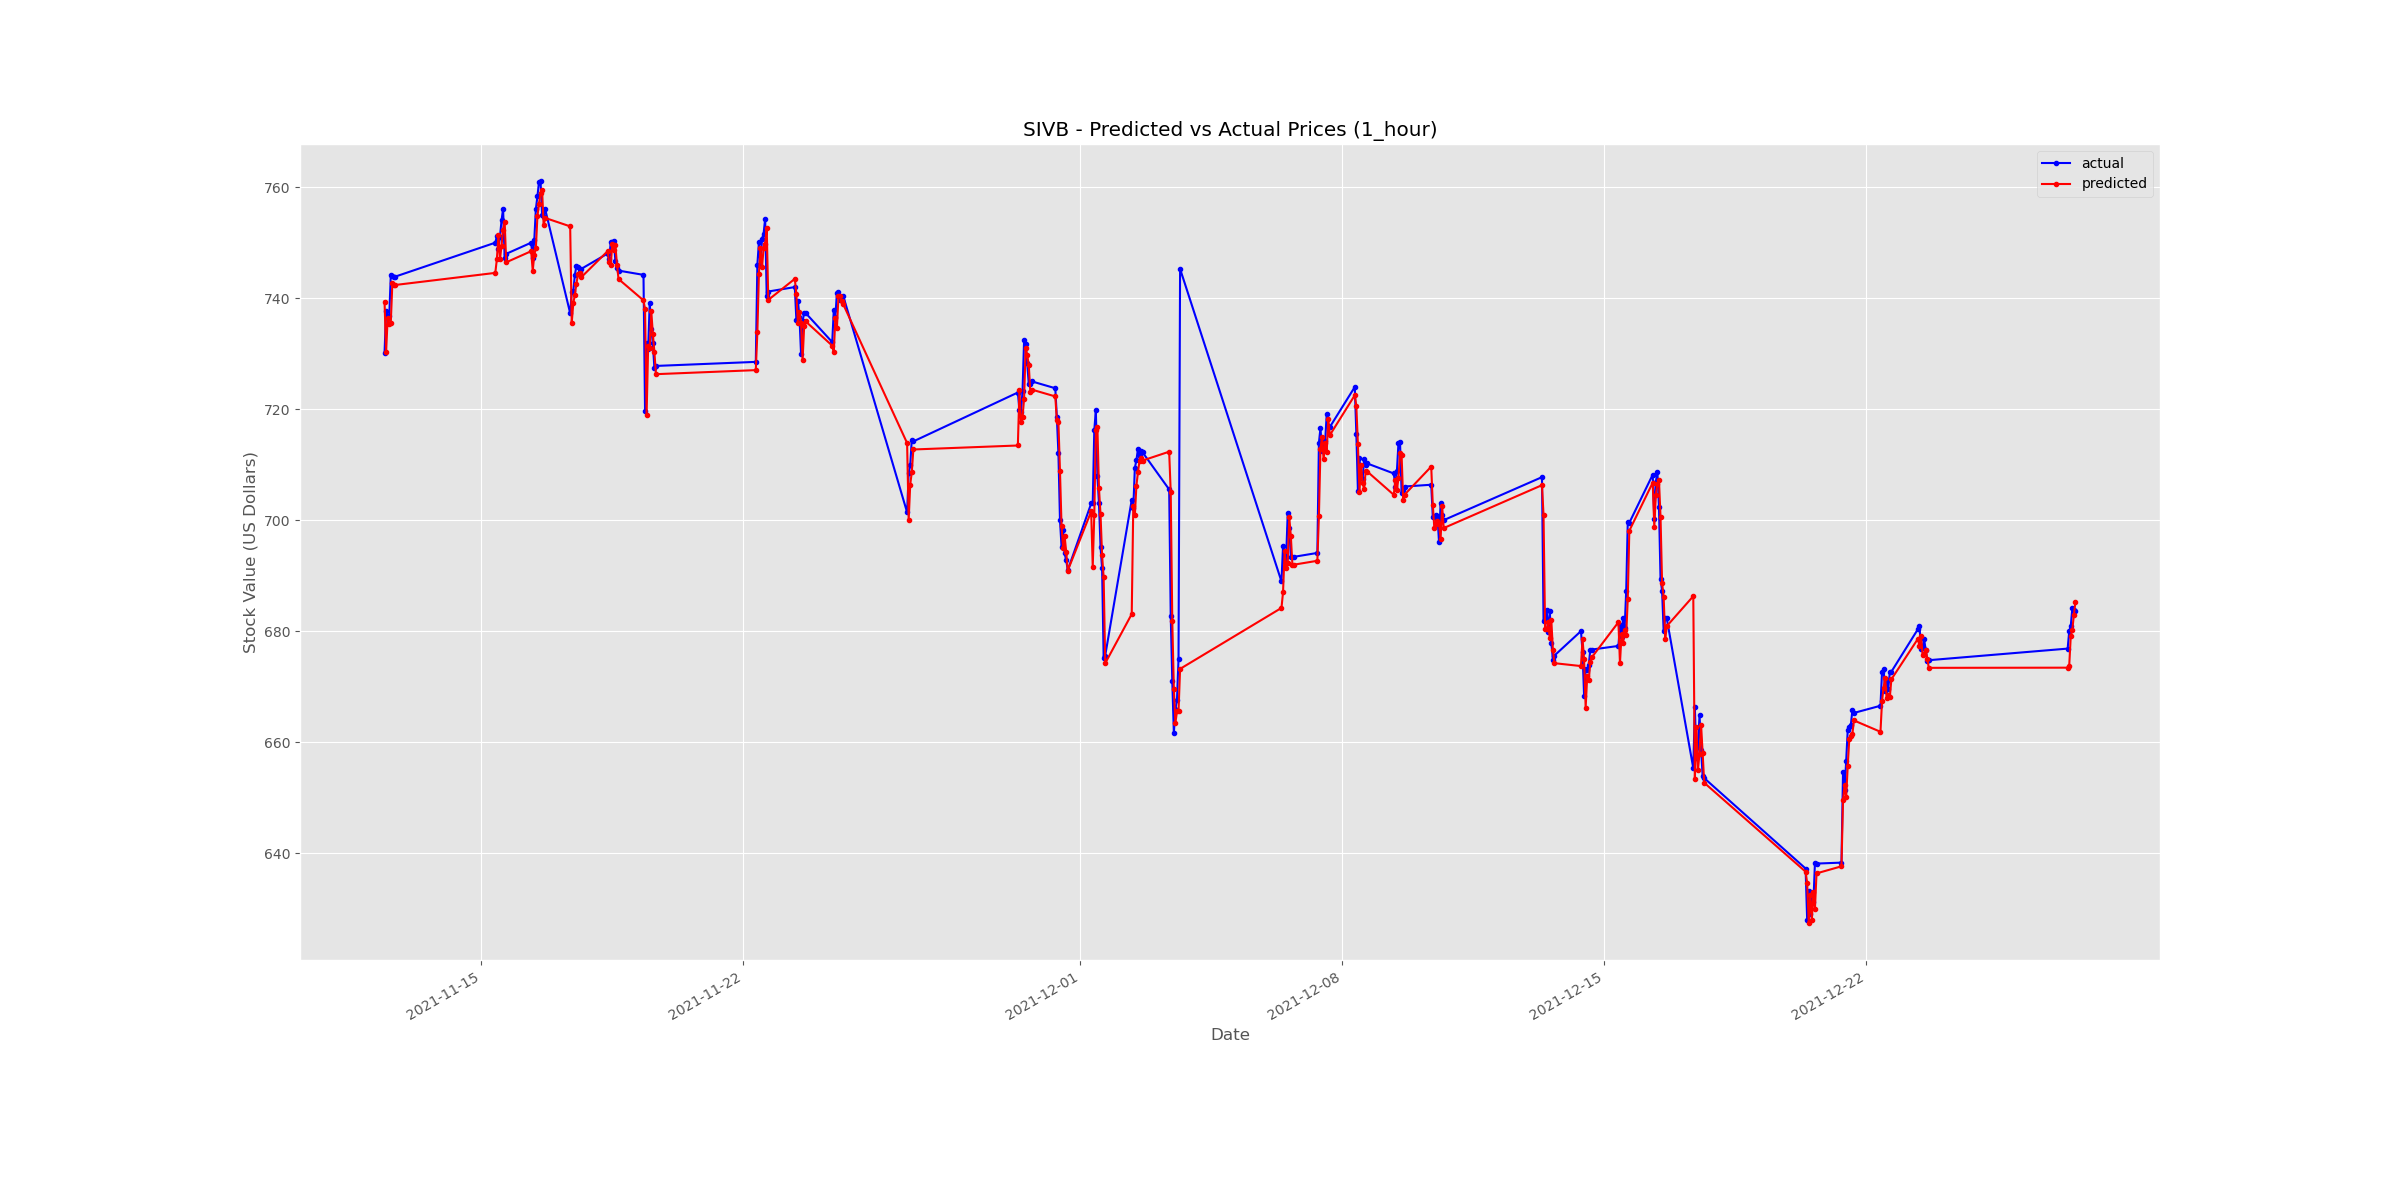 SIVB - Predicted vs Actual Prices (1_hour)
actual
predicted
760
740
720
700
680
660
640
Stock Value (US Dollars)
2021-11-15
2021-11-22
2021-12-01
2021-12-08
2021-12-15
2021-12-22
Date